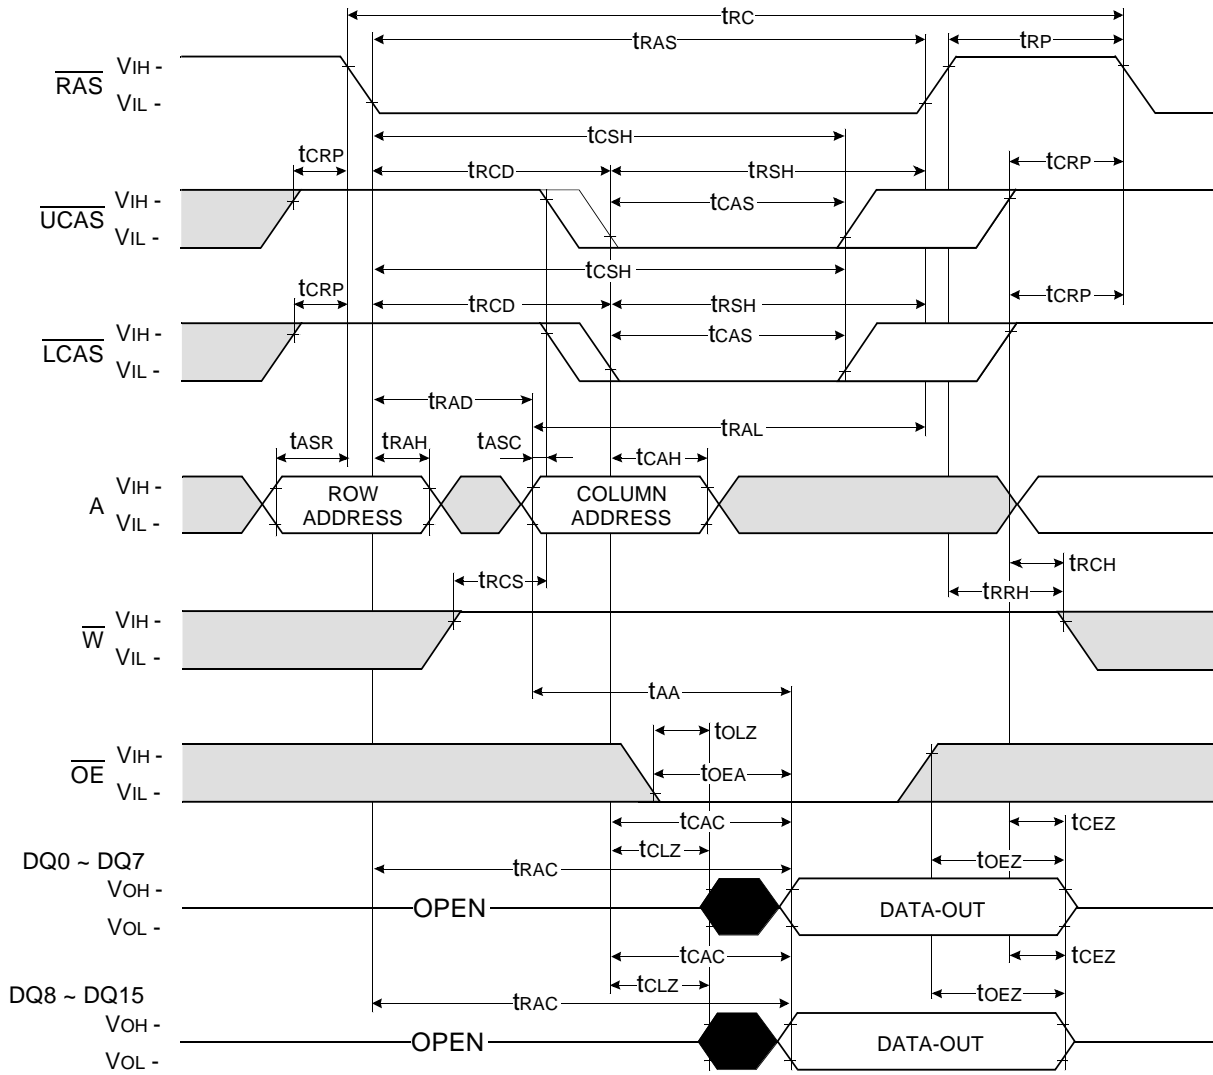 tRC
tRAS
tRP
RAS
VIH -
VIL -
tCSH
tCRP
tRCD
tRSH
tCRP
UCAS
VIH -
VIL -
tCAS
tCSH
tCRP
tRCD
tRSH
tCRP
LCAS
VIH -
VIL -
tCAS
tRAD
tRAL
tASR
tRAH
tASC
tCAH
A
VIH -
VIL -
ROW
ADDRESS
COLUMN
ADDRESS
tRCS
tRCH
tRRH
W
VIH -
VIL -
tAA
tOLZ
OE
VIH -
VIL -
tOEA
tCAC
tCEZ
tCLZ
tOEZ
tRAC
DQ0 ~ DQ7
VOH -
VOL -
OPEN
DATA-OUT
tCAC
tCEZ
tCLZ
tOEZ
tRAC
DQ8 ~ DQ15
VOH -
VOL -
OPEN
DATA-OUT